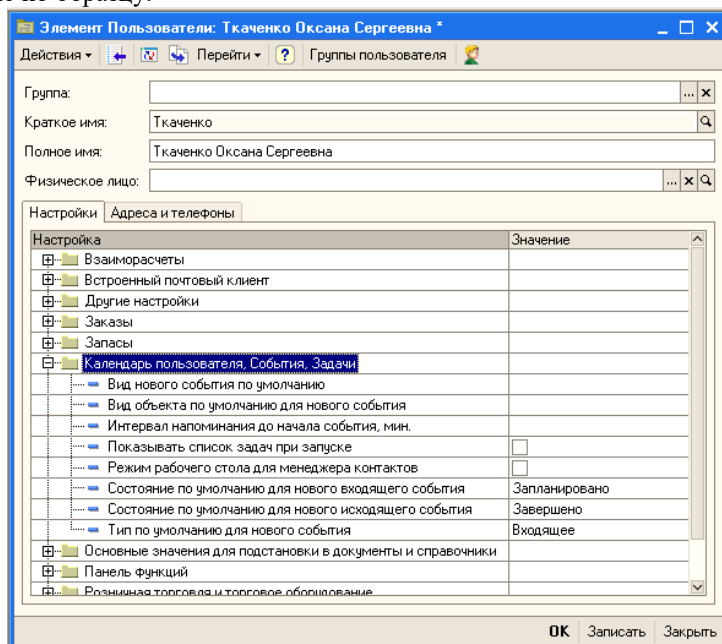 по образцу.
Элемент Пользователи: Ткаченко Оксана Сергеевна *
Действия Перейти ? Группы пользователя
Группа: ... x
Краткое имя: Ткаченко
Полное имя: Ткаченко Оксана Сергеевна
Физическое лицо: ... x
Настройки Адреса и телефоны
Настройка Значение
Взаиморасчеты
Встроенный почтовый клиент
Другие настройки
Заказы
Запасы
Календарь пользователя, События, Задачи
Вид нового события по умолчанию
Вид объекта по умолчанию для нового события
Интервал напоминания до начала события, мин.
Показывать список задач при запуске
Режим рабочего стола для менеджера контактов
Состояние по умолчанию для нового входящего события Запланировано
Состояние по умолчанию для нового исходящего события Завершено
Тип по умолчанию для нового события Входящее
Основные значения для подстановки в документы и справочники
Панель функций
Розничная торговля и торговое оборудование
OK Записать Закрыть